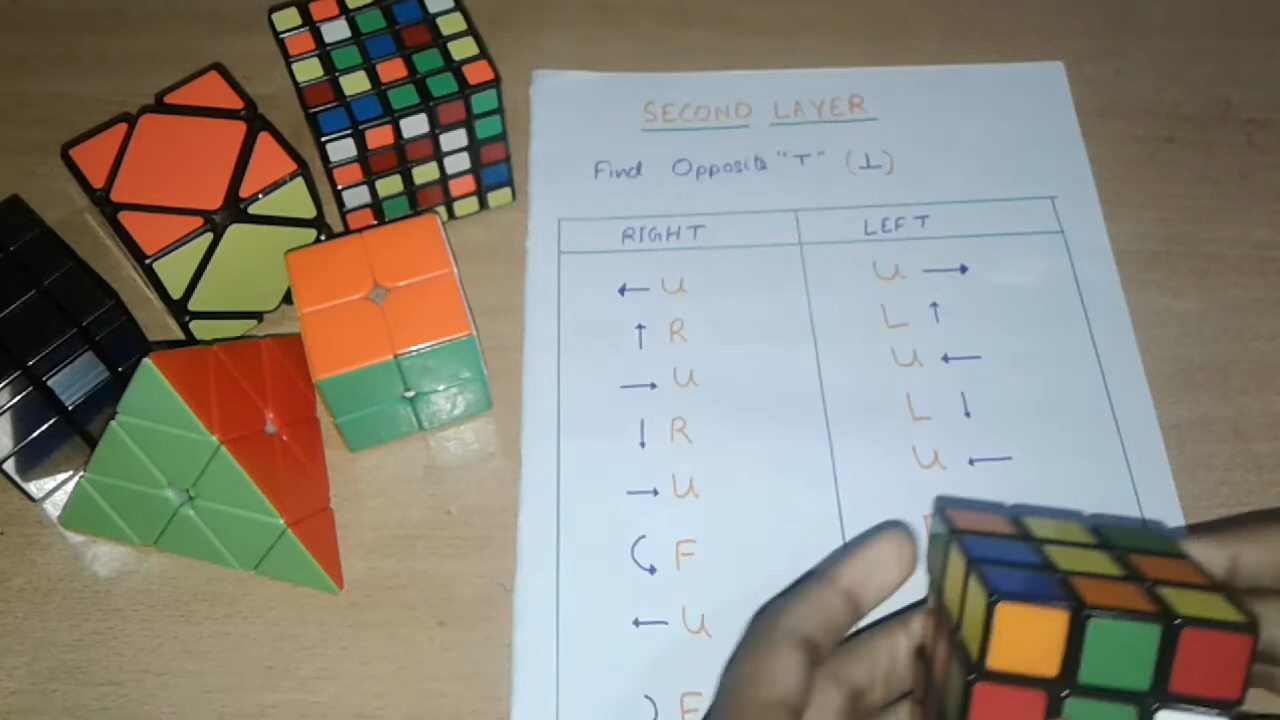 SECOND LAYER
Find Opposite "T" (⊥)
RIGHT LEFT
← U U →
↑ R L ↑
→ U U ←
↓ R L ↓
→ U U ←
F
← U
F